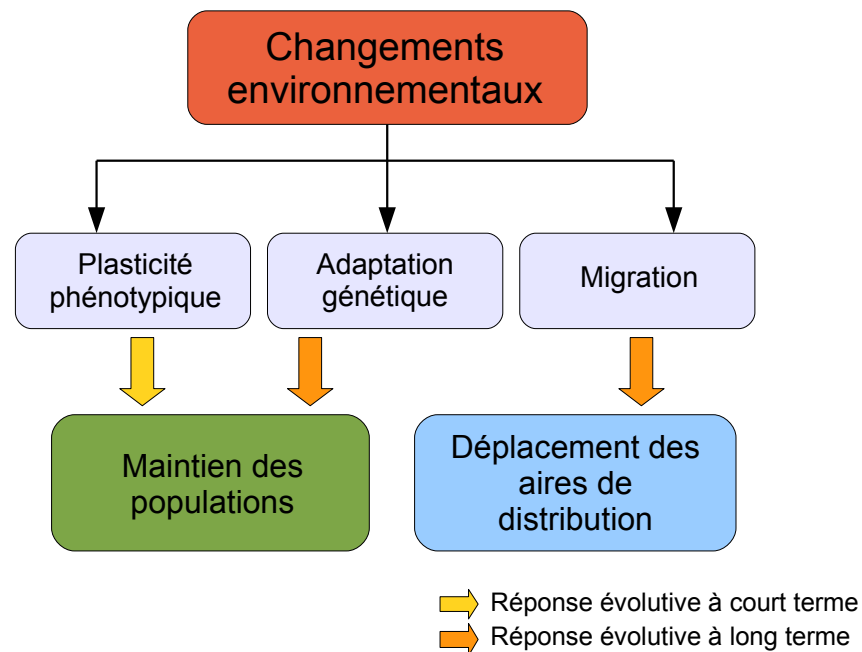 Changements
environnementaux
Plasticité
phénotypique
Adaptation
génétique
Migration
Maintien des
populations
Déplacement des
aires de
distribution
Réponse évolutive à court terme
Réponse évolutive à long terme